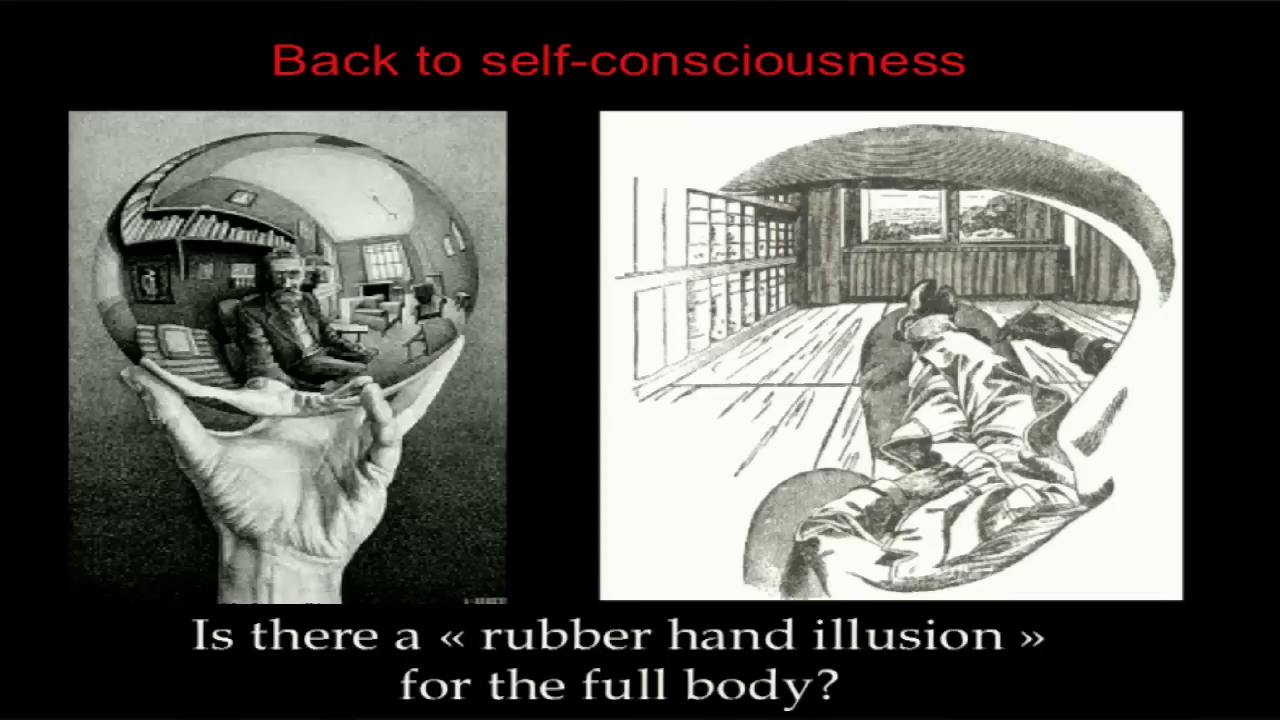 Back to self-consciousness
Is there a « rubber hand illusion »
for the full body?